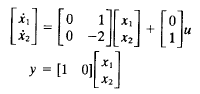 [ẋ₁ ẋ₂] = [0 1; 0 -2][x₁ x₂] + [0 1]u
y = [1 0][x₁ x₂]